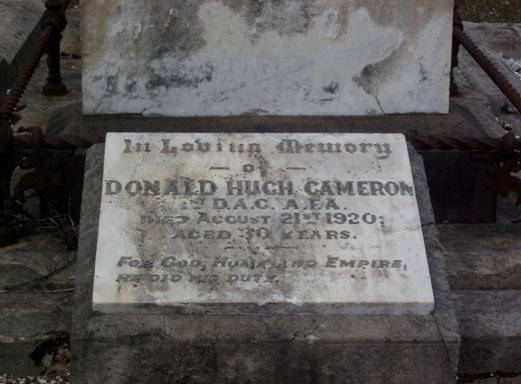 In Loving Memory
— OF —
DONALD HUGH CAMERON
D.A.C. A.F.A.
DIED AUGUST 21ST 1920;
AGED 30 YEARS.
FOR GOD, HOME, AND EMPIRE,
HE DID HIS DUTY.